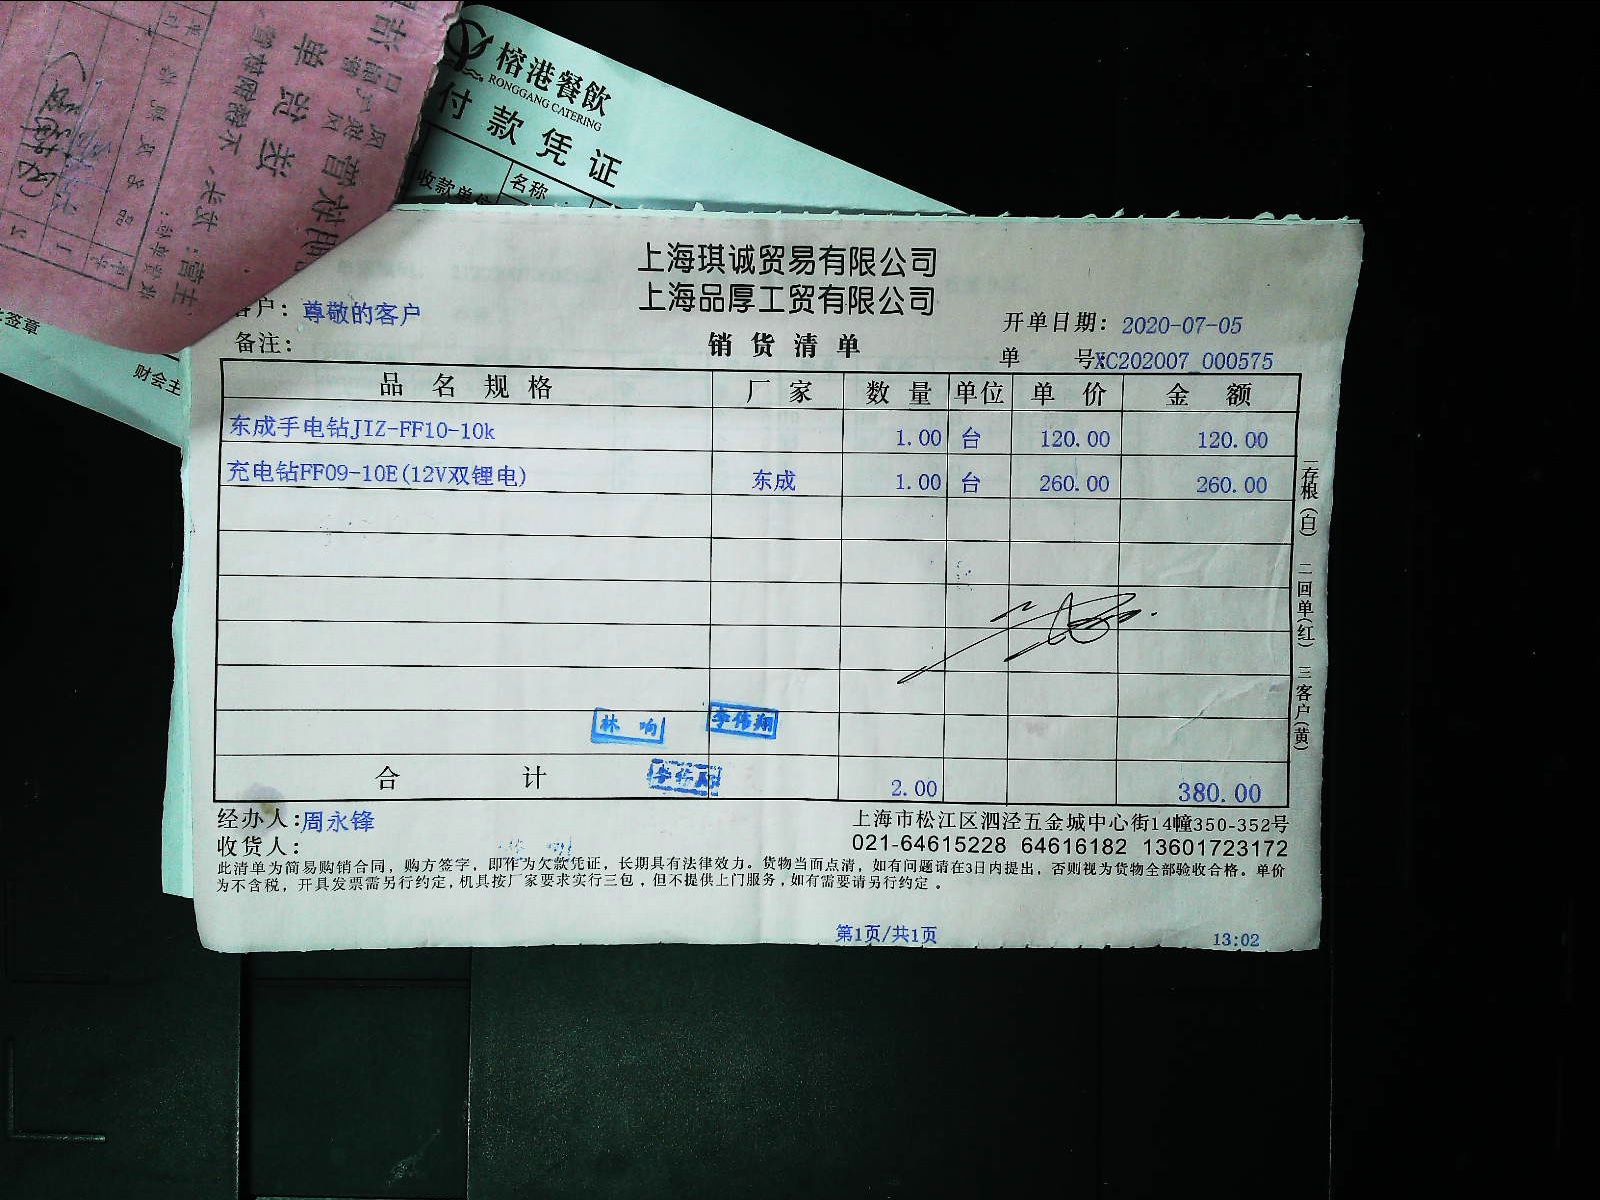 榕港餐飲
RONGGANG CATERING
付款凭证
收款单位
名称
签章
财会主
上海琪诚贸易有限公司
上海品厚工贸有限公司
客户：尊敬的客户
开单日期：2020-07-05
备注：
销货清单
单 号XC202007_000575
品名规格 厂家 数量 单位 单价 金额
东成手电钻J1Z-FF10-10k 1.00 台 120.00 120.00
充电钻FF09-10E(12V双锂电) 东成 1.00 台 260.00 260.00
一存根（白） 二回单（红） 三客户（黄）
林 响
李伟翔
合计 2.00 380.00
经办人：周永锋
上海市松江区泗泾五金城中心街14幢350-352号
收货人：
021-64615228 64616182 13601723172
此清单为简易购销合同，购方签字，即作为欠款凭证，长期具有法律效力。货物当面点清，如有问题请在3日内提出，否则视为货物全部验收合格。单价
为不含税，开具发票需另行约定，机具按厂家要求实行三包，但不提供上门服务，如有需要请另行约定。
第1页/共1页
13:02